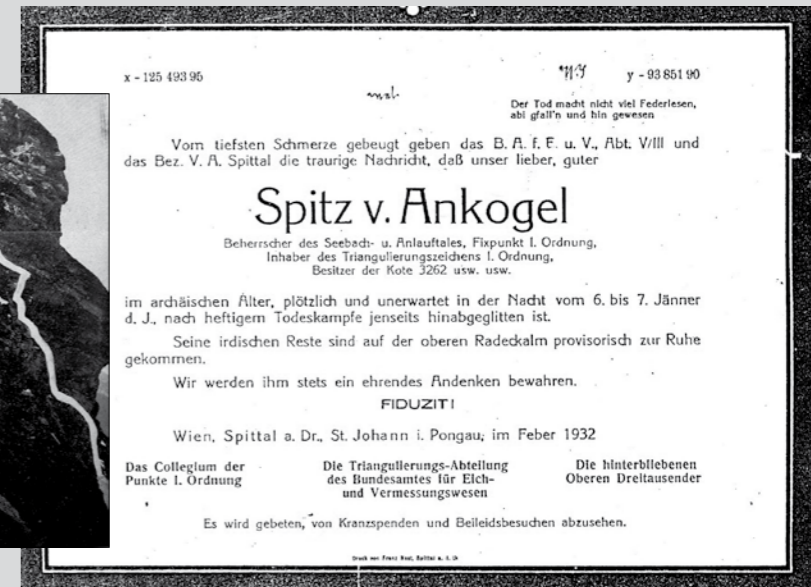 x - 125 493 95
y - 93 851 90
Der Tod macht nicht viel Federlesen,
abi gfall'n und hin gewesen
Vom tiefsten Schmerze gebeugt geben das B. A. f. E. u. V., Abt. V/III und
das Bez. V. A. Spittal die traurige Nachricht, daß unser lieber, guter
Spitz v. Ankogel
Beherrscher des Seebach- u. Anlauftales, Fixpunkt I. Ordnung,
Inhaber des Triangulierungszeichens I. Ordnung,
Besitzer der Kote 3262 usw. usw.
im archäischen Alter, plötzlich und unerwartet in der Nacht vom 6. bis 7. Jänner
d. J., nach heftigem Todeskampfe jenseits hinabgeglitten ist.
Seine irdischen Reste sind auf der oberen Radeckalm provisorisch zur Ruhe
gekommen.
Wir werden ihm stets ein ehrendes Andenken bewahren.
FIDUZIT!
Wien, Spittal a. Dr., St. Johann i. Pongau, im Feber 1932
Das Collegium der
Punkte I. Ordnung
Die Triangulierungs-Abteilung
des Bundesamtes für Eich-
und Vermessungswesen
Die hinterbliebenen
Oberen Dreitausender
Es wird gebeten, von Kranzspenden und Beileidsbesuchen abzusehen.
Druck von Franz Spittal a. d. Dr.